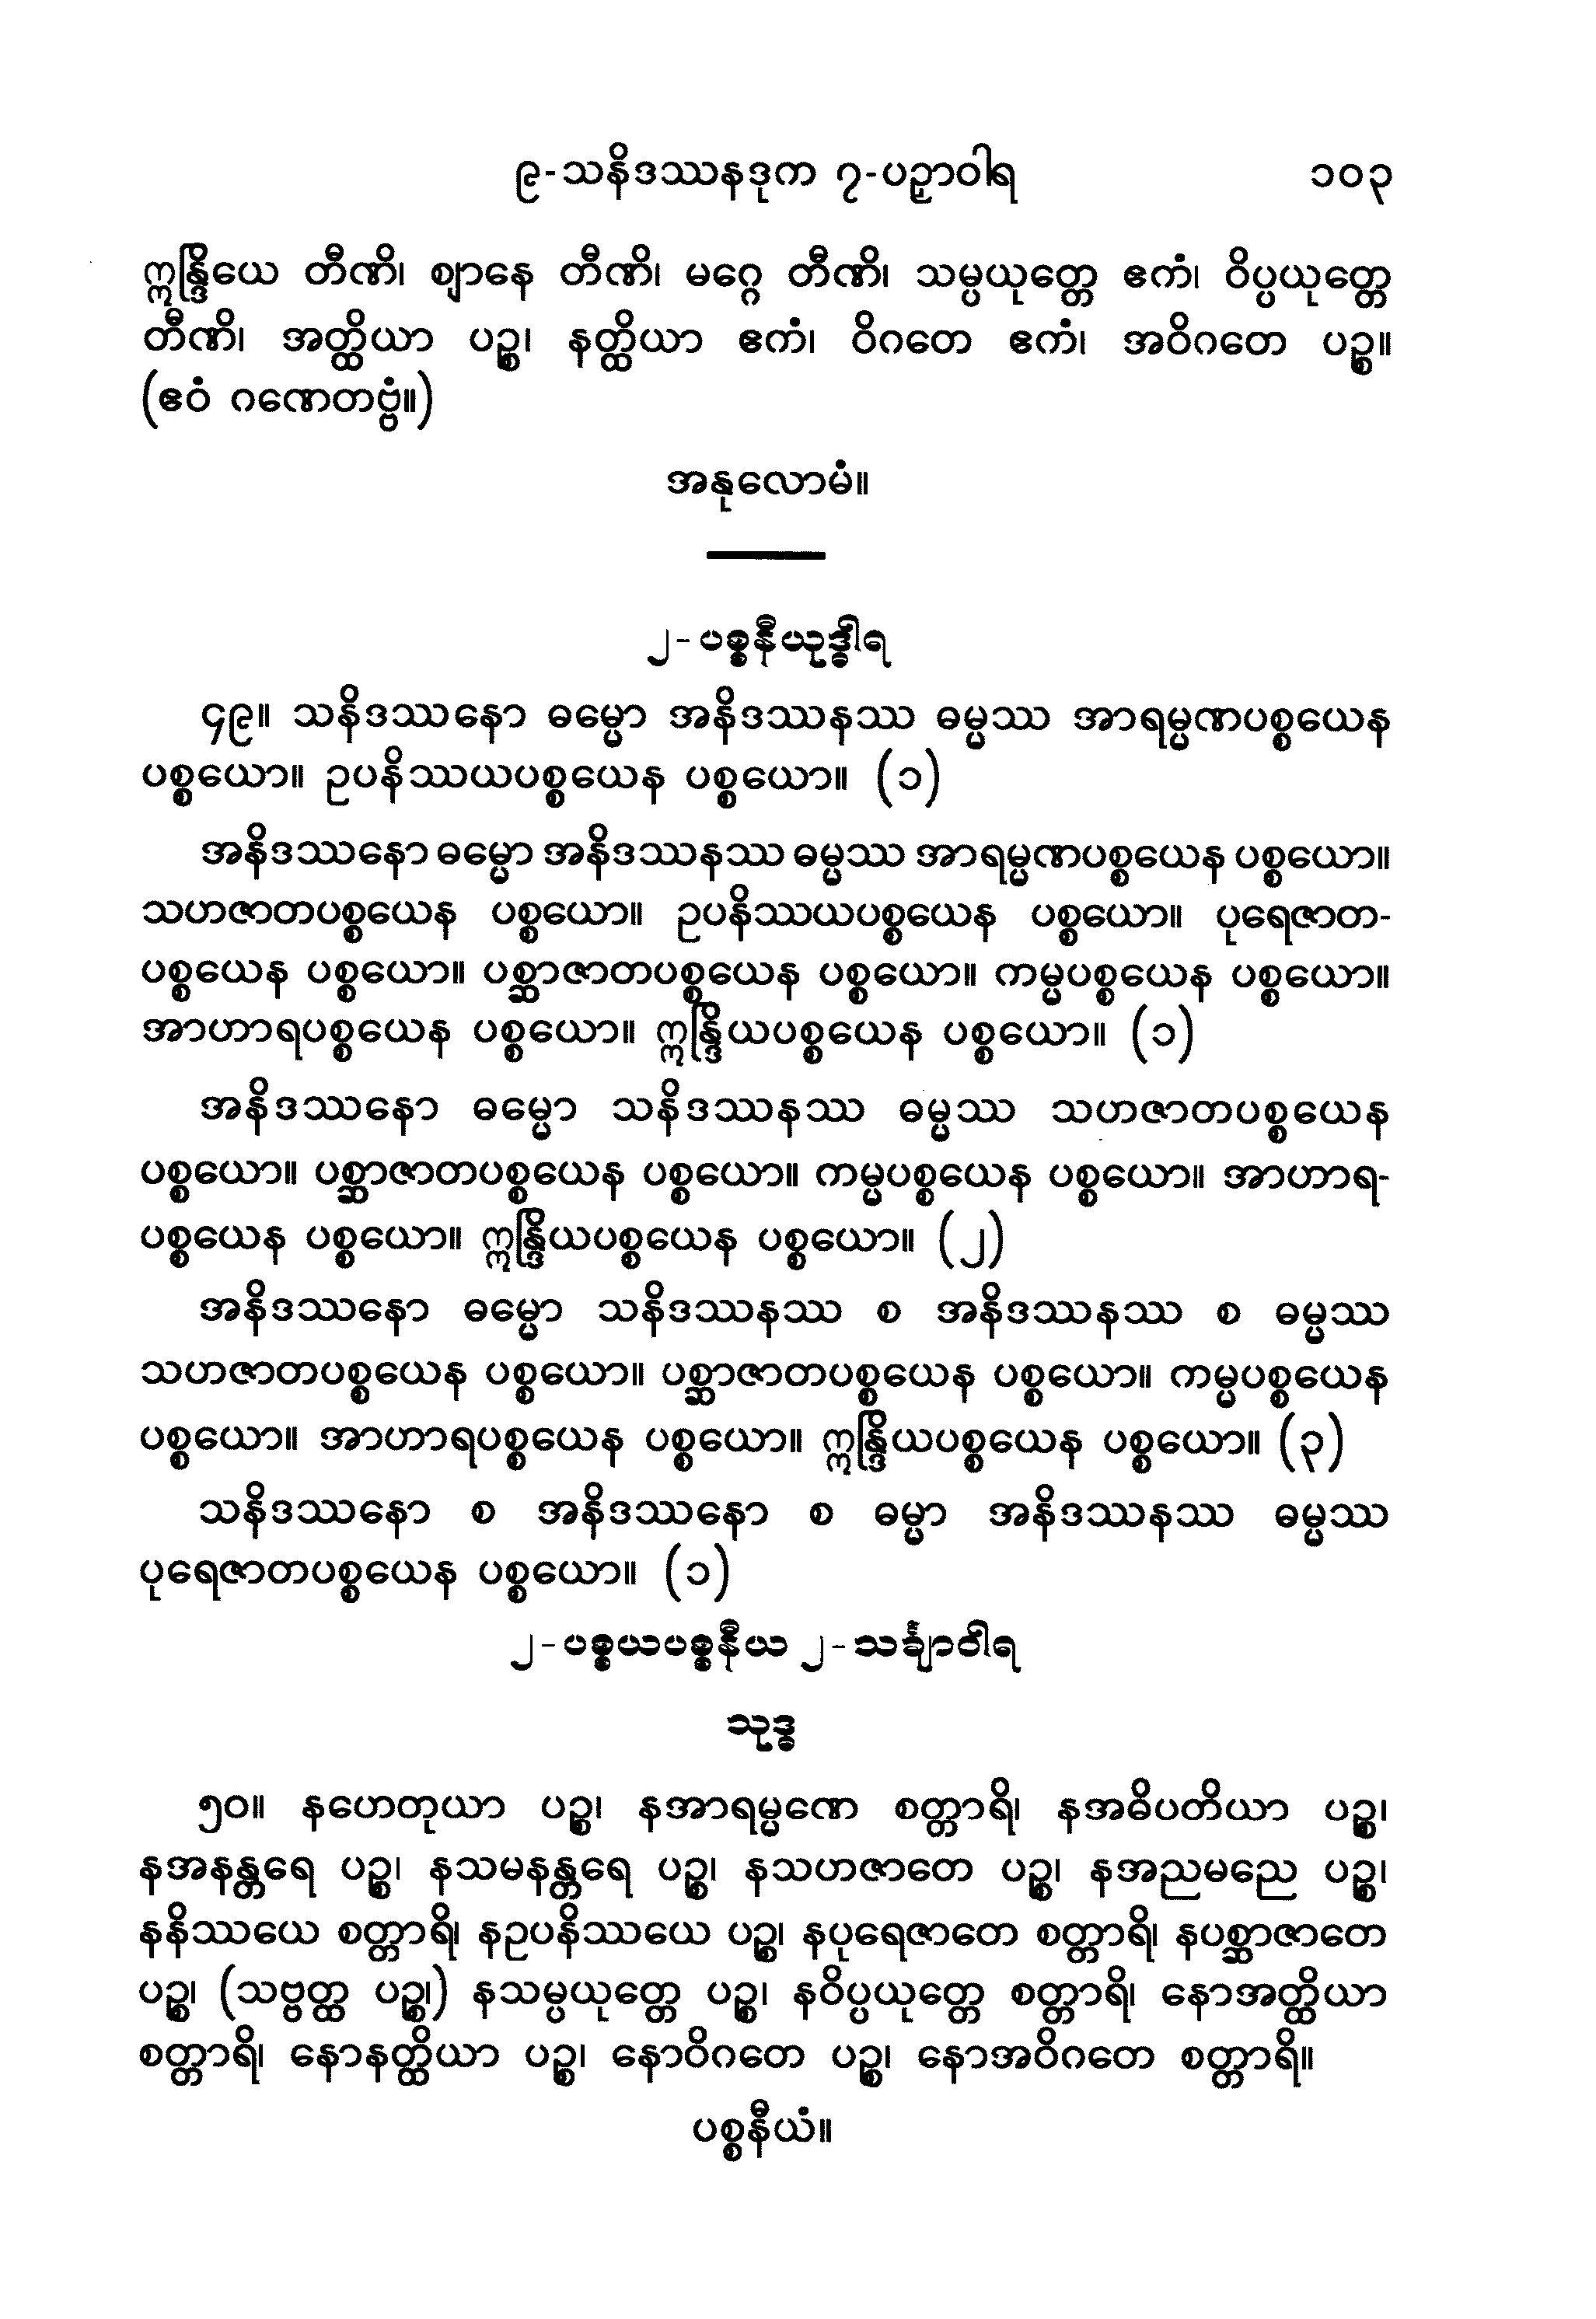 ၉-သနိဒဿနဒုက ၇-ပဉှာဝါရ ၁၀၃
ဣန္ဒြိယေ တီဏိ၊ ဈာနေ တီဏိ၊ မဂ္ဂေ တီဏိ၊ သမ္ပယုတ္တေ ဧကံ၊ ဝိပ္ပယုတ္တေ
တီဏိ၊ အတ္ထိယာ ပဉ္စ၊ နတ္ထိယာ ဧကံ၊ ဝိဂတေ ဧကံ၊ အဝိဂတေ ပဉ္စ။
(ဧဝံ ဂဏေတဗ္ဗံ။)
အနုလောမံ။
၂-ပစ္စနီယုဒ္ဓါရ
၄၉။ သနိဒဿနော ဓမ္မော အနိဒဿနဿ ဓမ္မဿ အာရမ္မဏပစ္စယေန
ပစ္စယော။ ဥပနိဿယပစ္စယေန ပစ္စယော။ (၁)
အနိဒဿနော ဓမ္မော အနိဒဿနဿ ဓမ္မဿ အာရမ္မဏပစ္စယေန ပစ္စယော။
သဟဇာတပစ္စယေန ပစ္စယော။ ဥပနိဿယပစ္စယေန ပစ္စယော။ ပုရေဇာတ-
ပစ္စယေန ပစ္စယော။ ပစ္ဆာဇာတပစ္စယေန ပစ္စယော။ ကမ္မပစ္စယေန ပစ္စယော။
အာဟာရပစ္စယေန ပစ္စယော။ ဣန္ဒြိယပစ္စယေန ပစ္စယော။ (၁)
အနိဒဿနော ဓမ္မော သနိဒဿနဿ ဓမ္မဿ သဟဇာတပစ္စယေန
ပစ္စယော။ ပစ္ဆာဇာတပစ္စယေန ပစ္စယော။ ကမ္မပစ္စယေန ပစ္စယော။ အာဟာရ-
ပစ္စယေန ပစ္စယော။ ဣန္ဒြိယပစ္စယေန ပစ္စယော။ (၂)
အနိဒဿနော ဓမ္မော သနိဒဿနဿ စ အနိဒဿနဿ စ ဓမ္မဿ
သဟဇာတပစ္စယေန ပစ္စယော။ ပစ္ဆာဇာတပစ္စယေန ပစ္စယော။ ကမ္မပစ္စယေန
ပစ္စယော။ အာဟာရပစ္စယေန ပစ္စယော။ ဣန္ဒြိယပစ္စယေန ပစ္စယော။ (၃)
သနိဒဿနော စ အနိဒဿနော စ ဓမ္မာ အနိဒဿနဿ ဓမ္မဿ
ပုရေဇာတပစ္စယေန ပစ္စယော။ (၁)
၂-ပစ္စယပစ္စနီယ ၂-သင်္ချာဝါရ
သုဒ္ဓ
၅၀။ နဟေတုယာ ပဉ္စ၊ နအာရမ္မဏေ စတ္တာရိ၊ နအဓိပတိယာ ပဉ္စ၊
နအနန္တရေ ပဉ္စ၊ နသမနန္တရေ ပဉ္စ၊ နသဟဇာတေ ပဉ္စ၊ နအညမညေ ပဉ္စ၊
နနိဿယေ စတ္တာရိ၊ နဥပနိဿယေ ပဉ္စ၊ နပုရေဇာတေ စတ္တာရိ၊ နပစ္ဆာဇာတေ
ပဉ္စ၊ (သဗ္ဗတ္ထ ပဉ္စ၊) နသမ္ပယုတ္တေ ပဉ္စ၊ နဝိပ္ပယုတ္တေ စတ္တာရိ၊ နောအတ္ထိယာ
စတ္တာရိ၊ နောနတ္ထိယာ ပဉ္စ၊ နောဝိဂတေ ပဉ္စ၊ နောအဝိဂတေ စတ္တာရိ။
ပစ္စနီယံ။